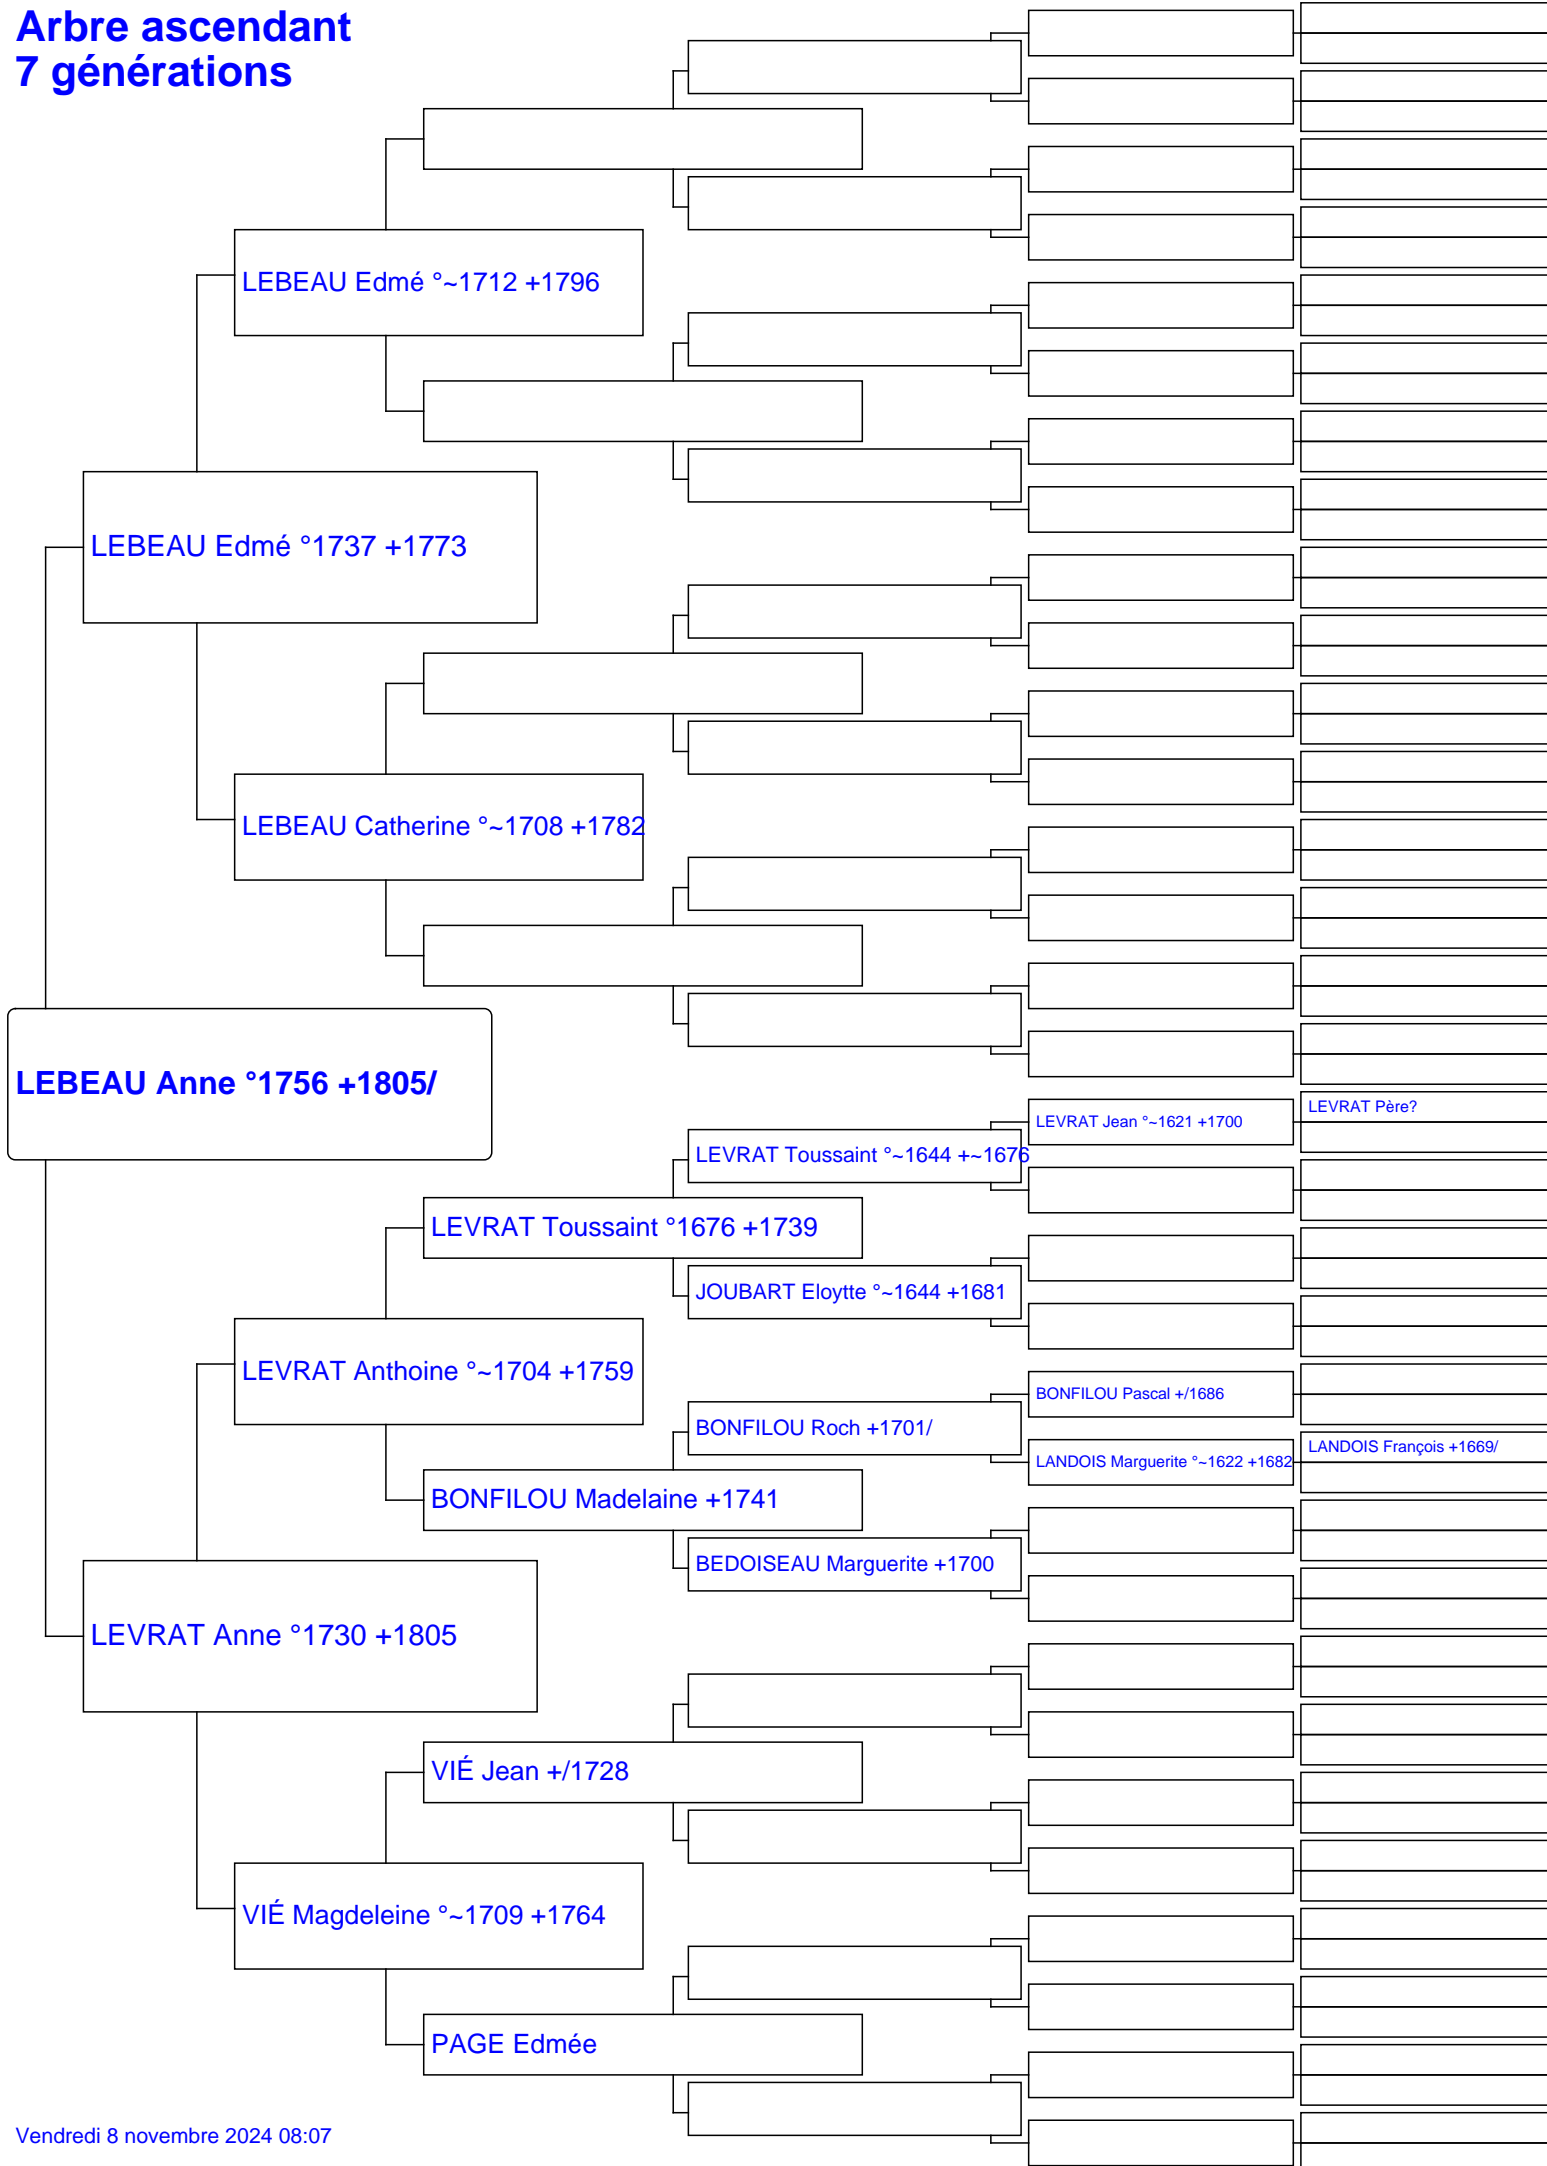 Arbre ascendant
7 générations
LEBEAU Edmé °~1712 +1796
LEBEAU Edmé °1737 +1773
LEBEAU Catherine °~1708 +1782
LEBEAU Anne °1756 +1805/
LEVRAT Père?
LEVRAT Jean °~1621 +1700
LEVRAT Toussaint °~1644 +~1676
LEVRAT Toussaint °1676 +1739
JOUBART Eloytte °~1644 +1681
LEVRAT Anthoine °~1704 +1759
BONFILOU Pascal +/1686
BONFILOU Roch +1701/
LANDOIS François +1669/
LANDOIS Marguerite °~1622 +1682
BONFILOU Madelaine +1741
BEDOISEAU Marguerite +1700
LEVRAT Anne °1730 +1805
VIÉ Jean +/1728
VIÉ Magdeleine °~1709 +1764
PAGE Edmée
Vendredi 8 novembre 2024 08:07